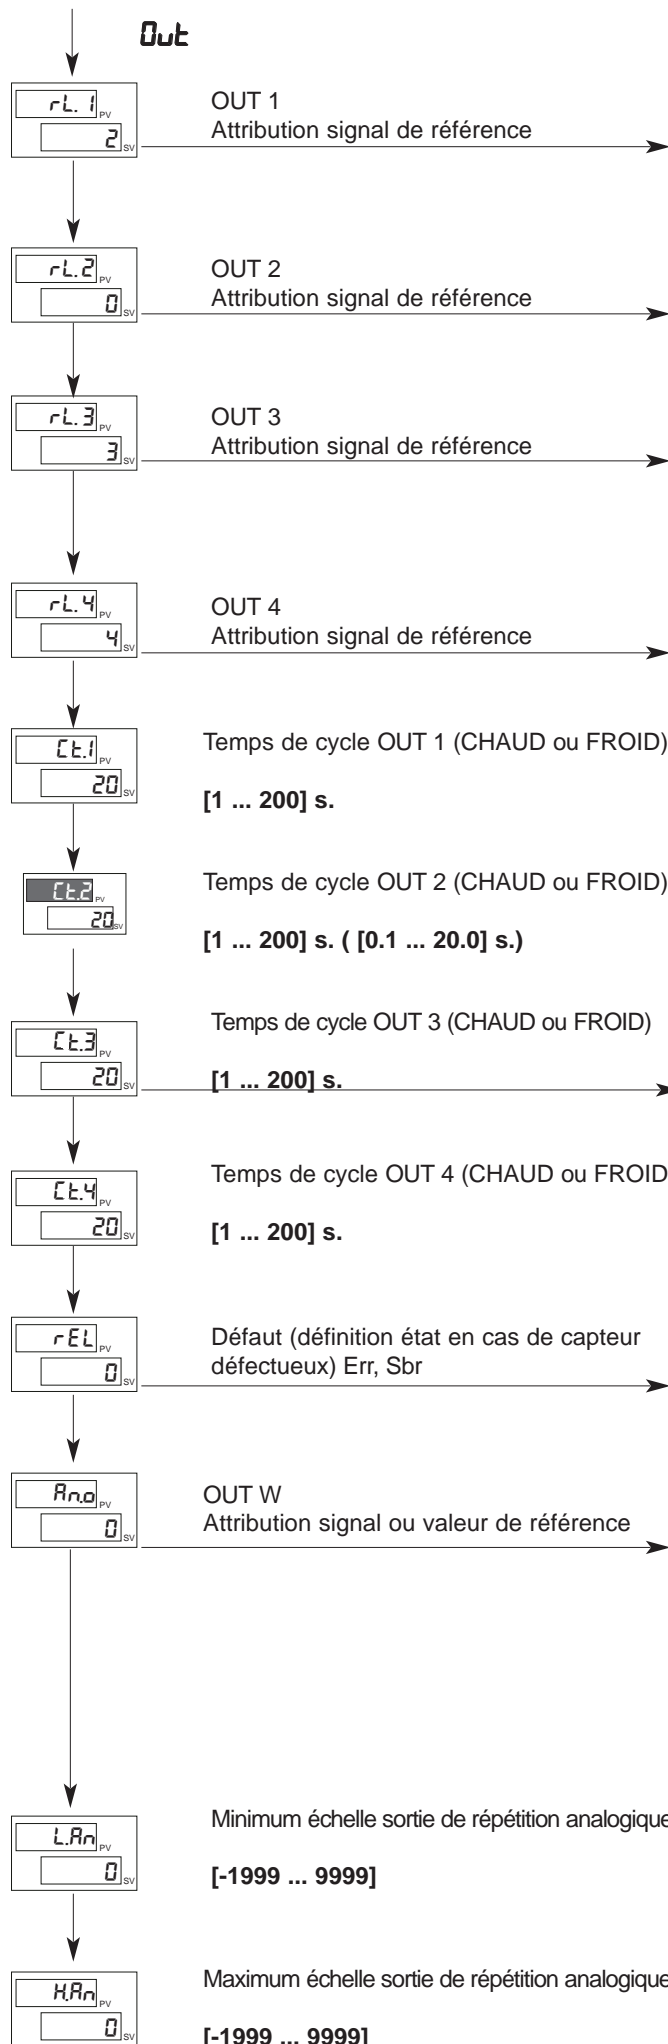 Out
rL. 1 PV
2 SV
OUT 1
Attribution signal de référence
rL.2 PV
0 SV
OUT 2
Attribution signal de référence
rL.3 PV
3 SV
OUT 3
Attribution signal de référence
rL.4 PV
4 SV
OUT 4
Attribution signal de référence
Ct.1 PV
20 SV
Temps de cycle OUT 1 (CHAUD ou FROID)
[1 ... 200] s.
Ct.2 PV
20 SV
Temps de cycle OUT 2 (CHAUD ou FROID)
[1 ... 200] s. ( [0.1 ... 20.0] s.)
Ct.3 PV
20 SV
Temps de cycle OUT 3 (CHAUD ou FROID)
[1 ... 200] s.
Ct.4 PV
20 SV
Temps de cycle OUT 4 (CHAUD ou FROID
[1 ... 200] s.
rEL PV
0 SV
Défaut (définition état en cas de capteur
défectueux) Err, Sbr
An.o PV
0 SV
OUT W
Attribution signal ou valeur de référence
L.An PV
0 SV
Minimum échelle sortie de répétition analogique
[-1999 ... 9999]
H.An PV
0 SV
Maximum échelle sortie de répétition analogique
[-1999 ... 9999]